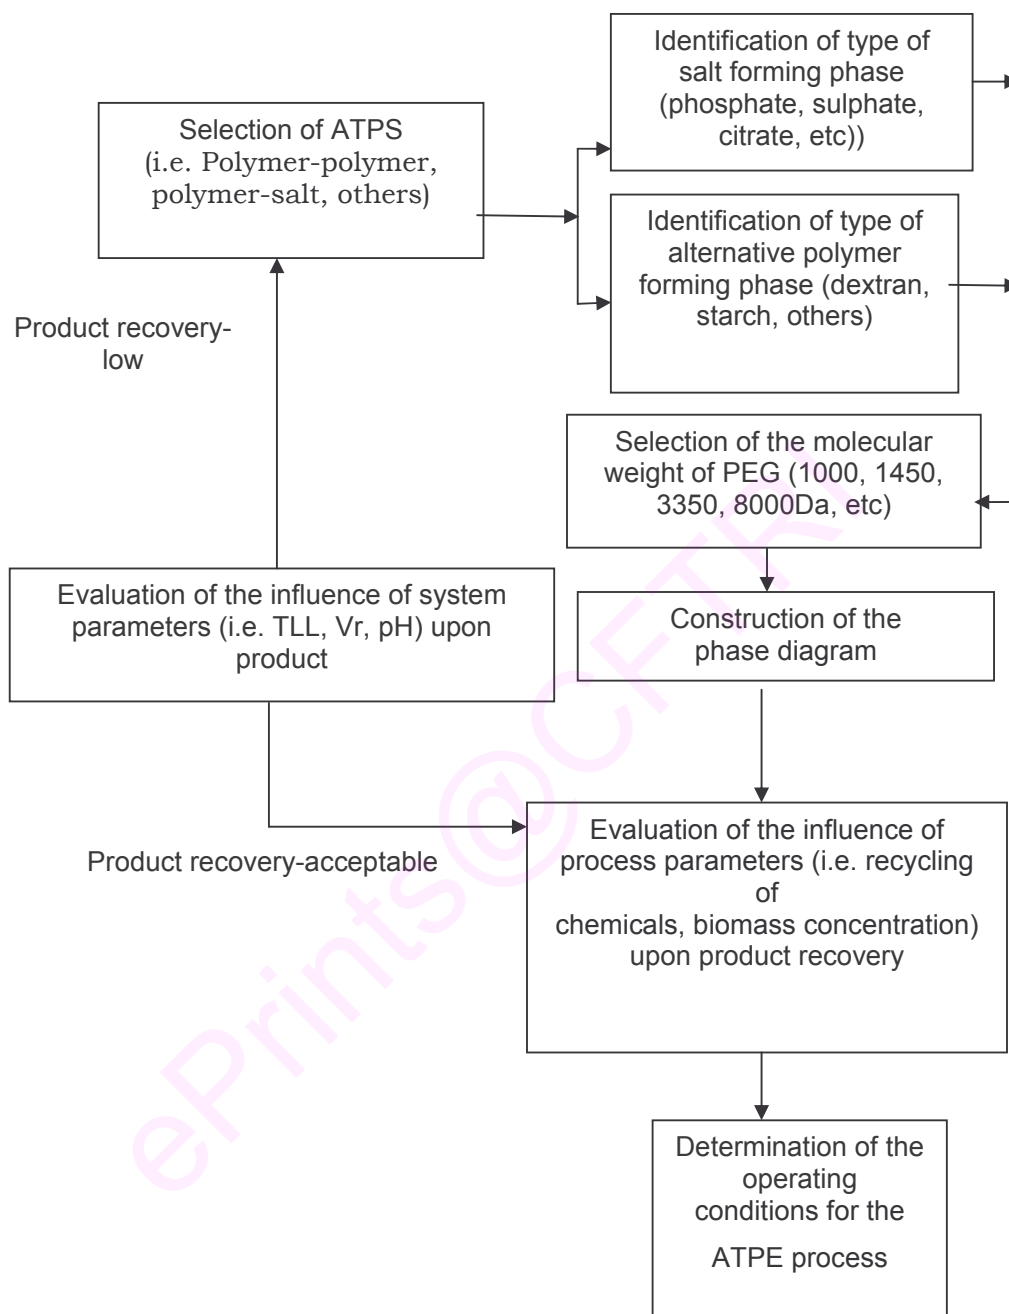 Identification of type of
salt forming phase
(phosphate, sulphate,
citrate, etc))
Selection of ATPS
(i.e. Polymer-polymer,
polymer-salt, others)
Identification of type of
alternative polymer
forming phase (dextran,
starch, others)
Product recovery-
low
Selection of the molecular
weight of PEG (1000, 1450,
3350, 8000Da, etc)
Evaluation of the influence of system
parameters (i.e. TLL, Vr, pH) upon
product
Construction of the
phase diagram
Product recovery-acceptable
Evaluation of the influence of
process parameters (i.e. recycling
of
chemicals, biomass concentration)
upon product recovery
Determination of the
operating
conditions for the
ATPE process
ePrints@CFTRI